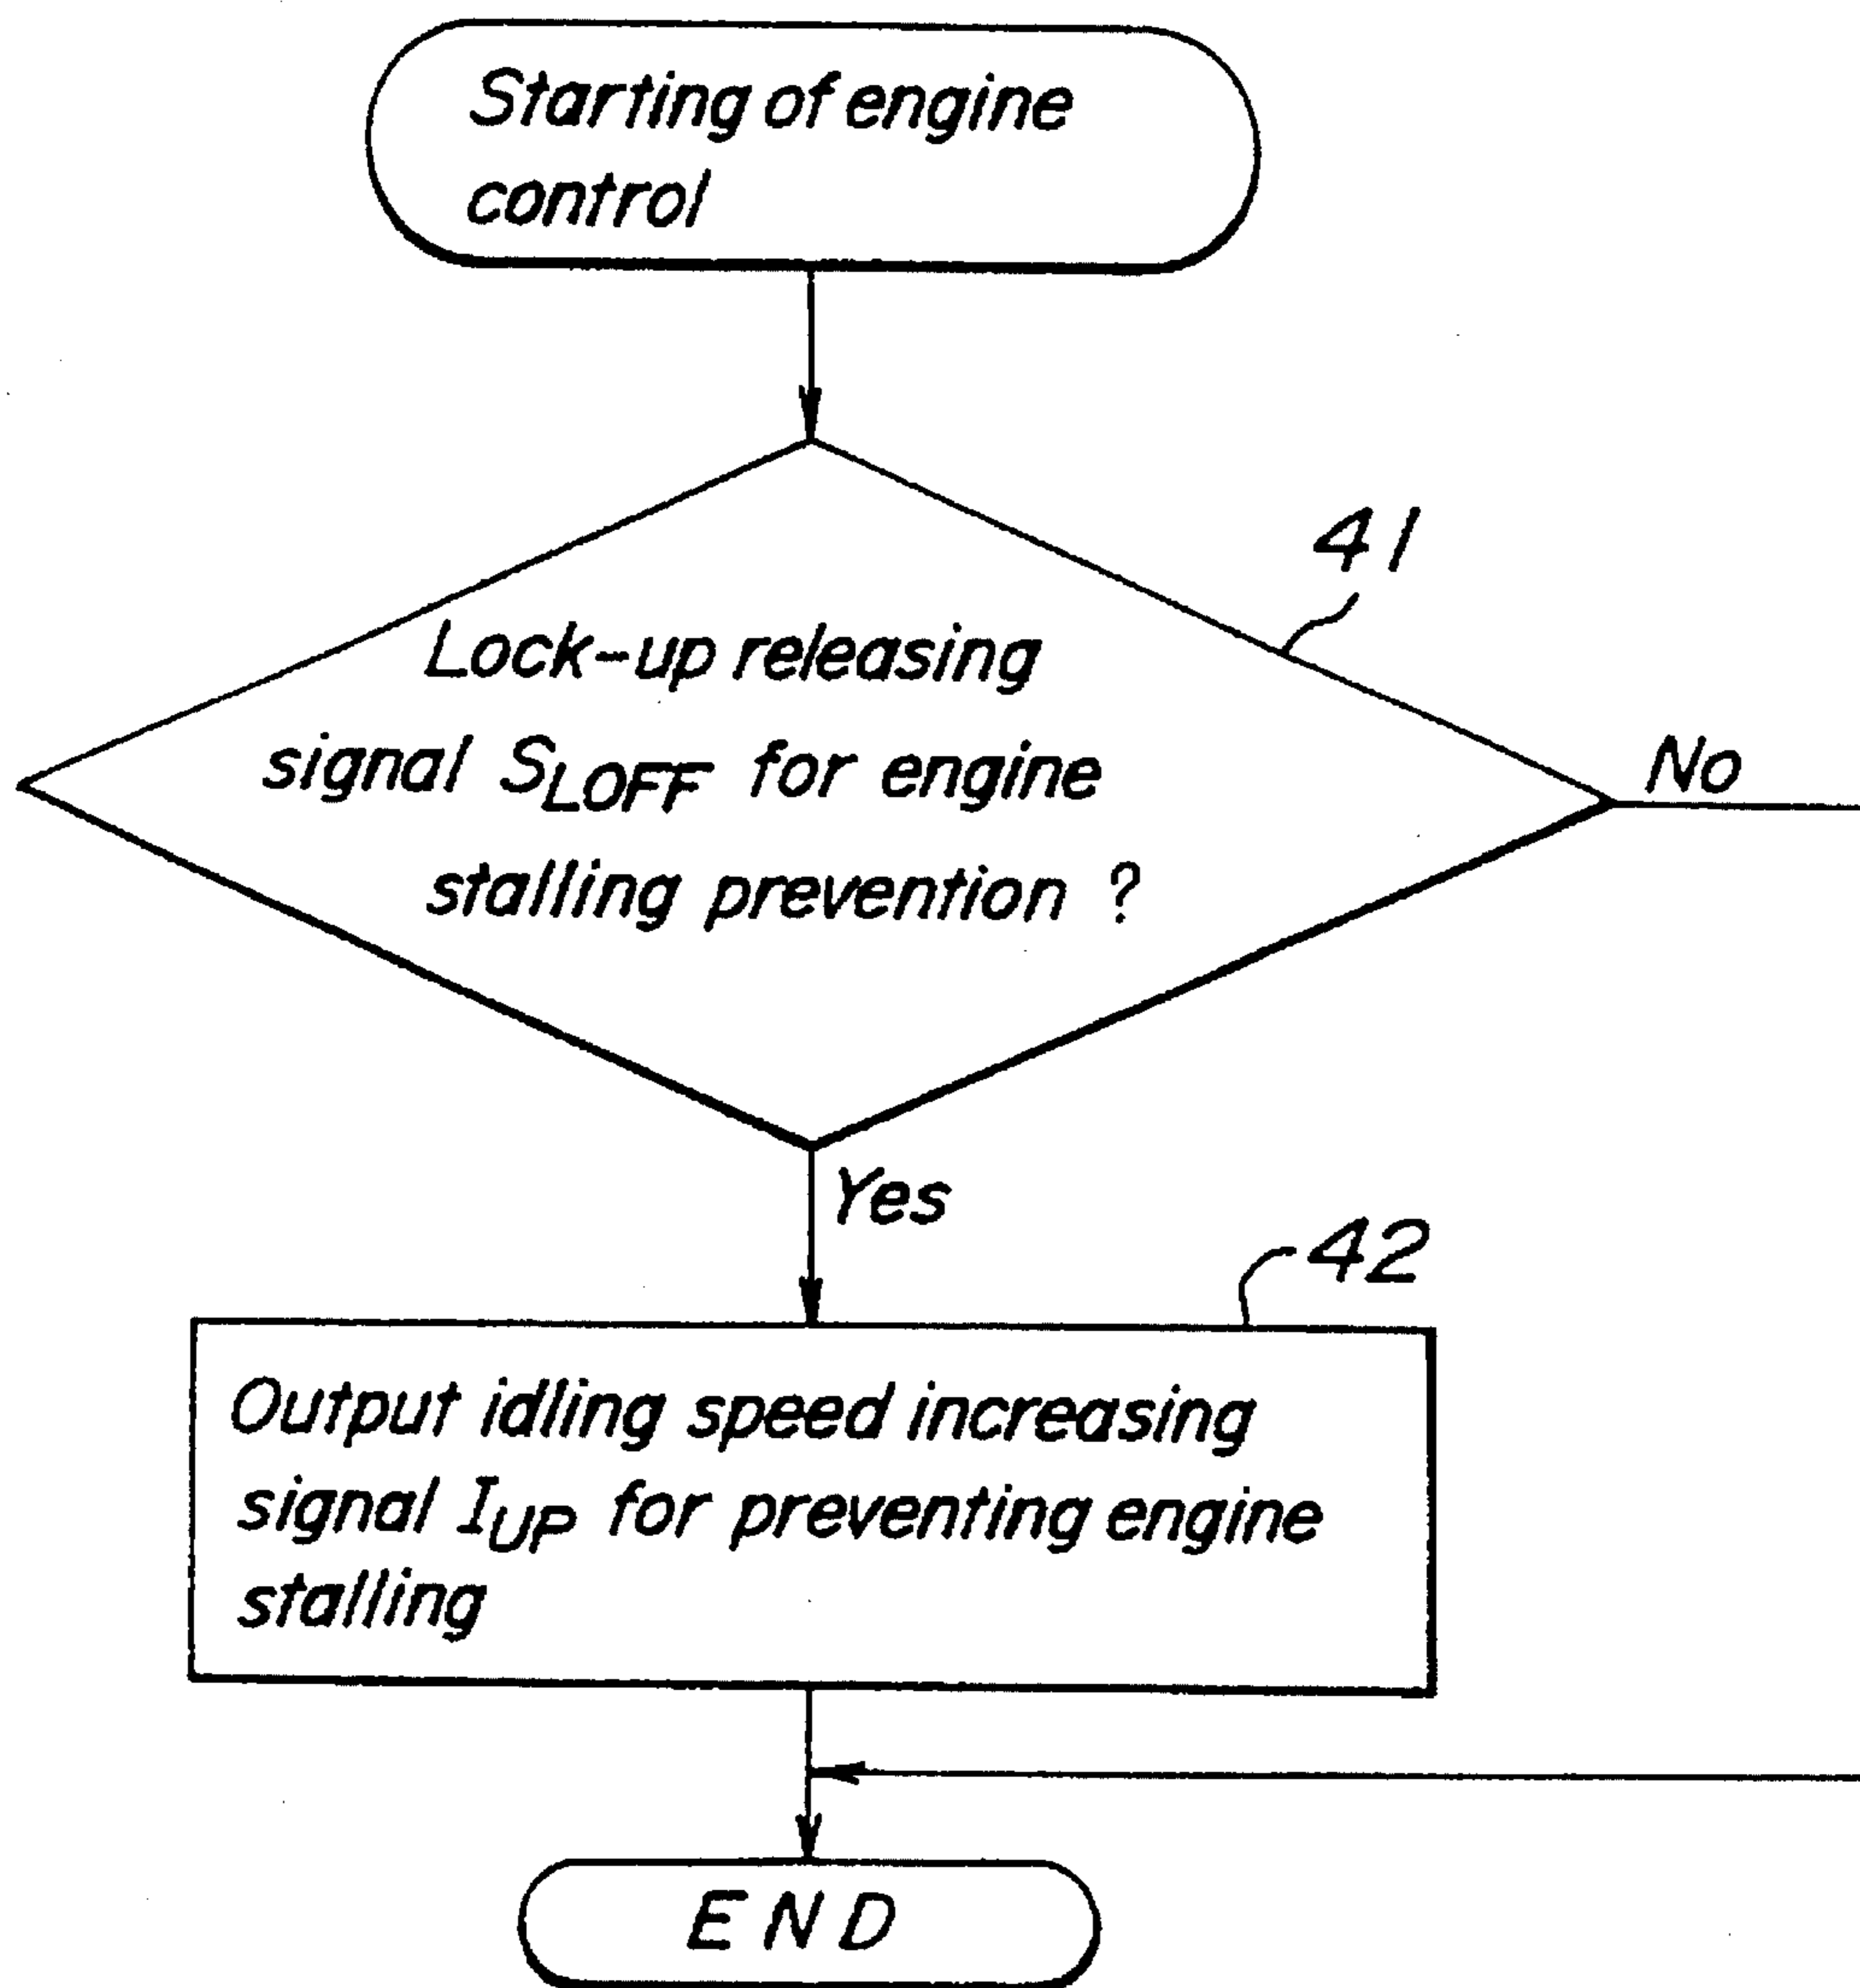 Starting of engine
control
41
Lock-up releasing
signal SLOFF for engine
stalling prevention ?
No
Yes
42
Output idling speed increasing
signal IUP for preventing engine
stalling
END